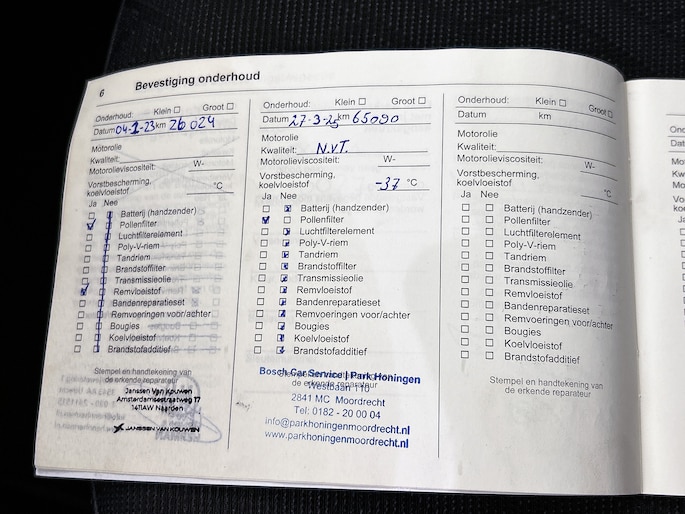 6 Bevestiging onderhoud
Onderhoud: Klein ☐ Groot ☐
Datum 04-1-23 km 26 024
Motorolie
Kwaliteit:
Motorolieviscositeit: W-
Vorstbescherming,
koelvloeistof °C
Ja Nee
Batterij (handzender)
Pollenfilter
Luchtfilterelement
Poly-V-riem
Tandriem
Brandstoffilter
Transmissieolie
Remvloeistof
Bandenreparatieset
Remvoeringen voor/achter
Bougies
Koelvloeistof
Brandstofadditief
Stempel en handtekening van
de erkende reparateur
Janssen Van Kouwen
Amsterdamsestraatweg 17
1411AW Naarden
JANSSEN VAN KOUWEN
Onderhoud: Klein ☐ Groot ☐
Datum 27-3-25 km 65090
Motorolie
Kwaliteit: N.V.T.
Motorolieviscositeit: W-
Vorstbescherming,
koelvloeistof -37 °C
Ja Nee
Batterij (handzender)
Pollenfilter
Luchtfilterelement
Poly-V-riem
Tandriem
Brandstoffilter
Transmissieolie
Remvloeistof
Bandenreparatieset
Remvoeringen voor/achter
Bougies
Koelvloeistof
Brandstofadditief
Bosch Car Service | Park Honingen
de erkende reparateur
Westbaan 110
2841 MC Moordrecht
Tel: 0182 - 20 00 04
info@parkhoningenmoordrecht.nl
www.parkhoningenmoordrecht.nl
Onderhoud: Klein ☐ Groot ☐
Datum km
Motorolie
Kwaliteit:
Motorolieviscositeit: W-
Vorstbescherming,
koelvloeistof °C
Ja Nee
Batterij (handzender)
Pollenfilter
Luchtfilterelement
Poly-V-riem
Tandriem
Brandstoffilter
Transmissieolie
Remvloeistof
Bandenreparatieset
Remvoeringen voor/achter
Bougies
Koelvloeistof
Brandstofadditief
Stempel en handtekening van
de erkende reparateur